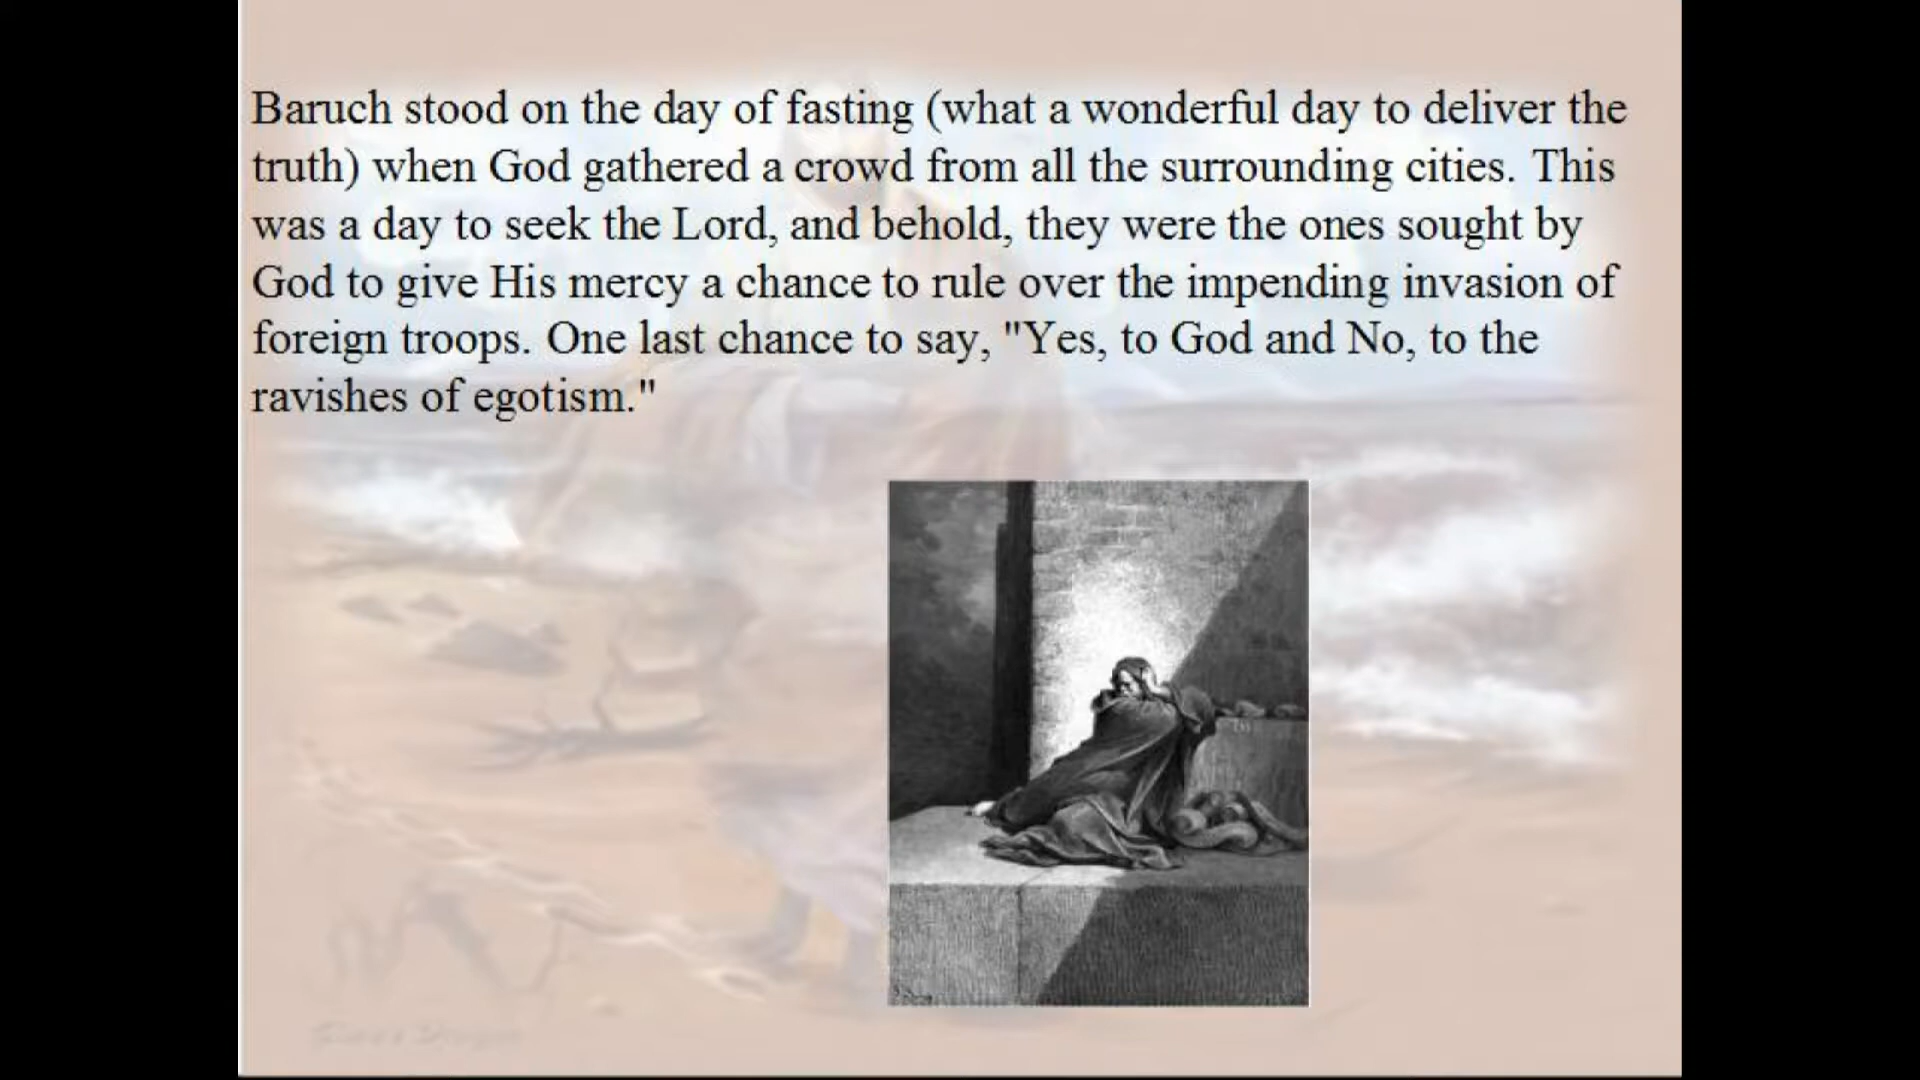 Baruch stood on the day of fasting (what a wonderful day to deliver the
truth) when God gathered a crowd from all the surrounding cities. This
was a day to seek the Lord, and behold, they were the ones sought by
God to give His mercy a chance to rule over the impending invasion of
foreign troops. One last chance to say, "Yes, to God and No, to the
ravishes of egotism."